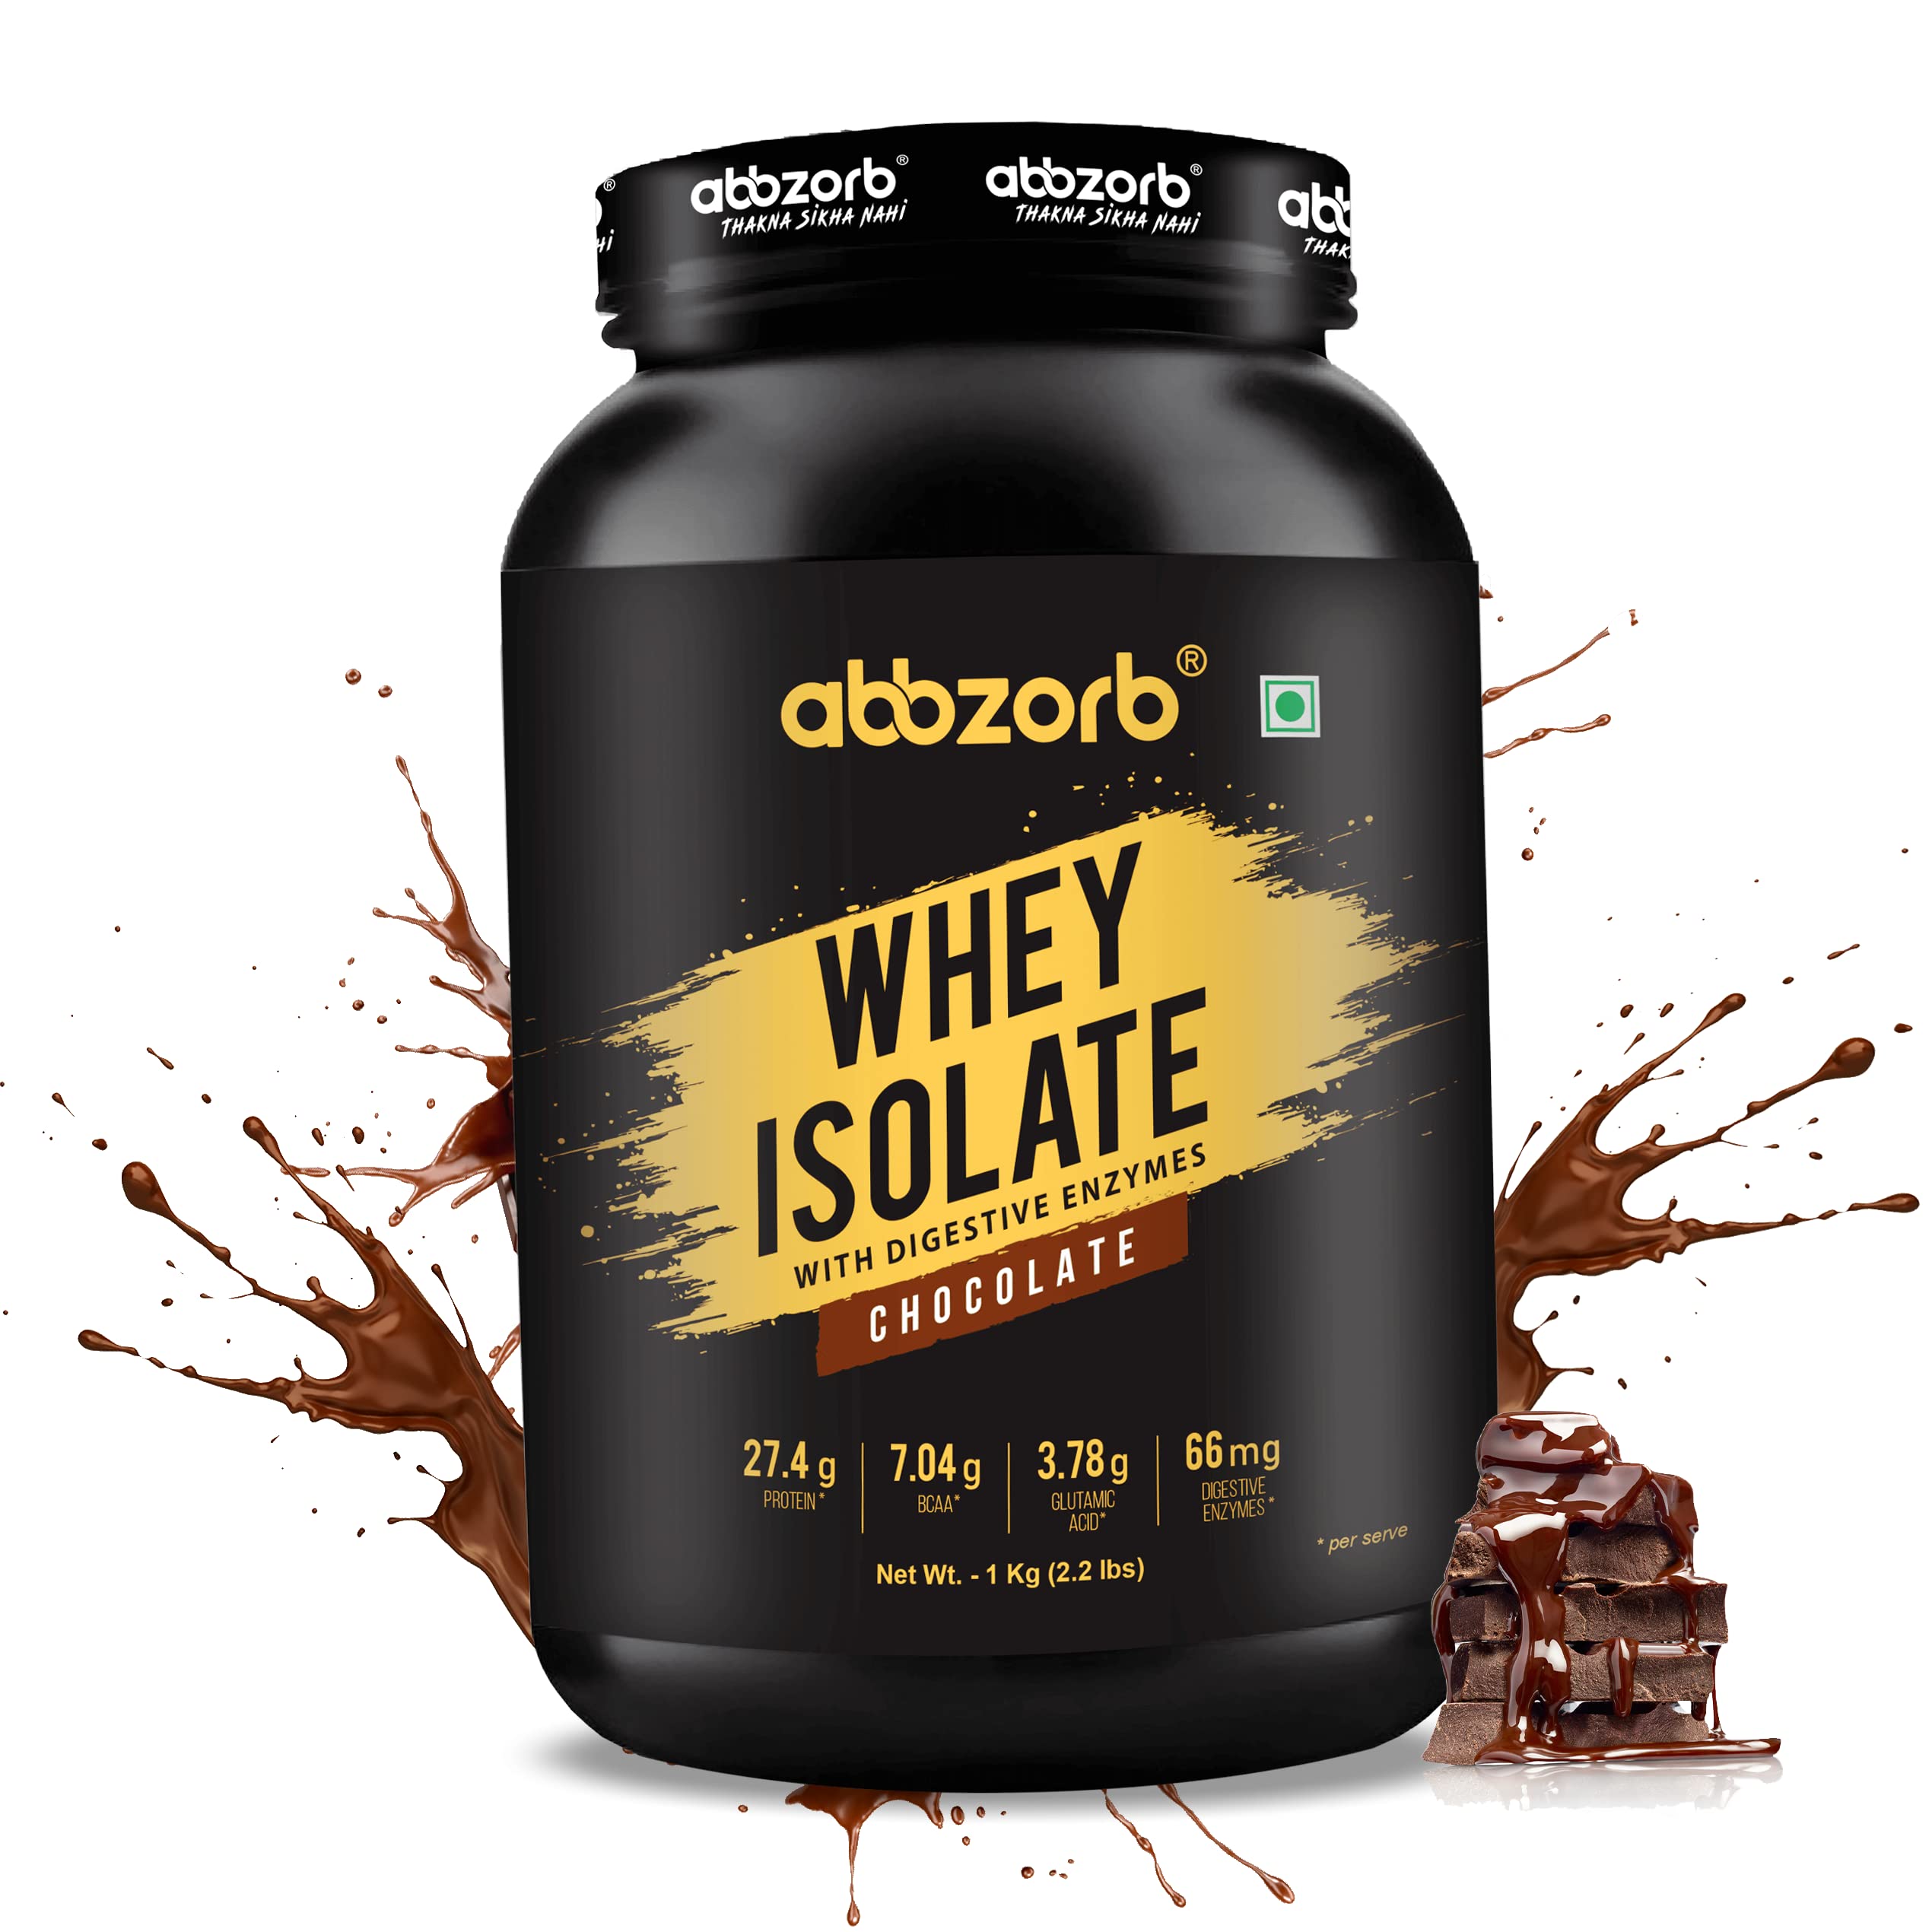 abbzorb®
THAKNA SIKHA NAHI
abbzorb®
THAKNA SIKHA NAHI
abbzorb®
WHEY
ISOLATE
WITH DIGESTIVE ENZYMES
CHOCOLATE
27.4 g
PROTEIN*
7.04 g
BCAA*
3.78 g
GLUTAMIC
ACID*
66 mg
DIGESTIVE
ENZYMES*
* per serve
Net Wt. - 1 Kg (2.2 lbs)